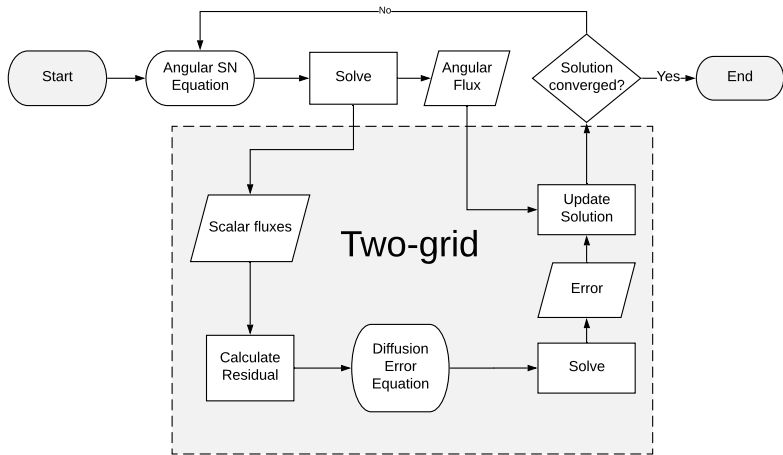 No
Start
Angular SN
Equation
Solve
Angular
Flux
Solution
converged?
Yes
End
Update
Solution
Scalar fluxes
Two-grid
Error
Calculate
Residual
Diffusion
Error
Equation
Solve